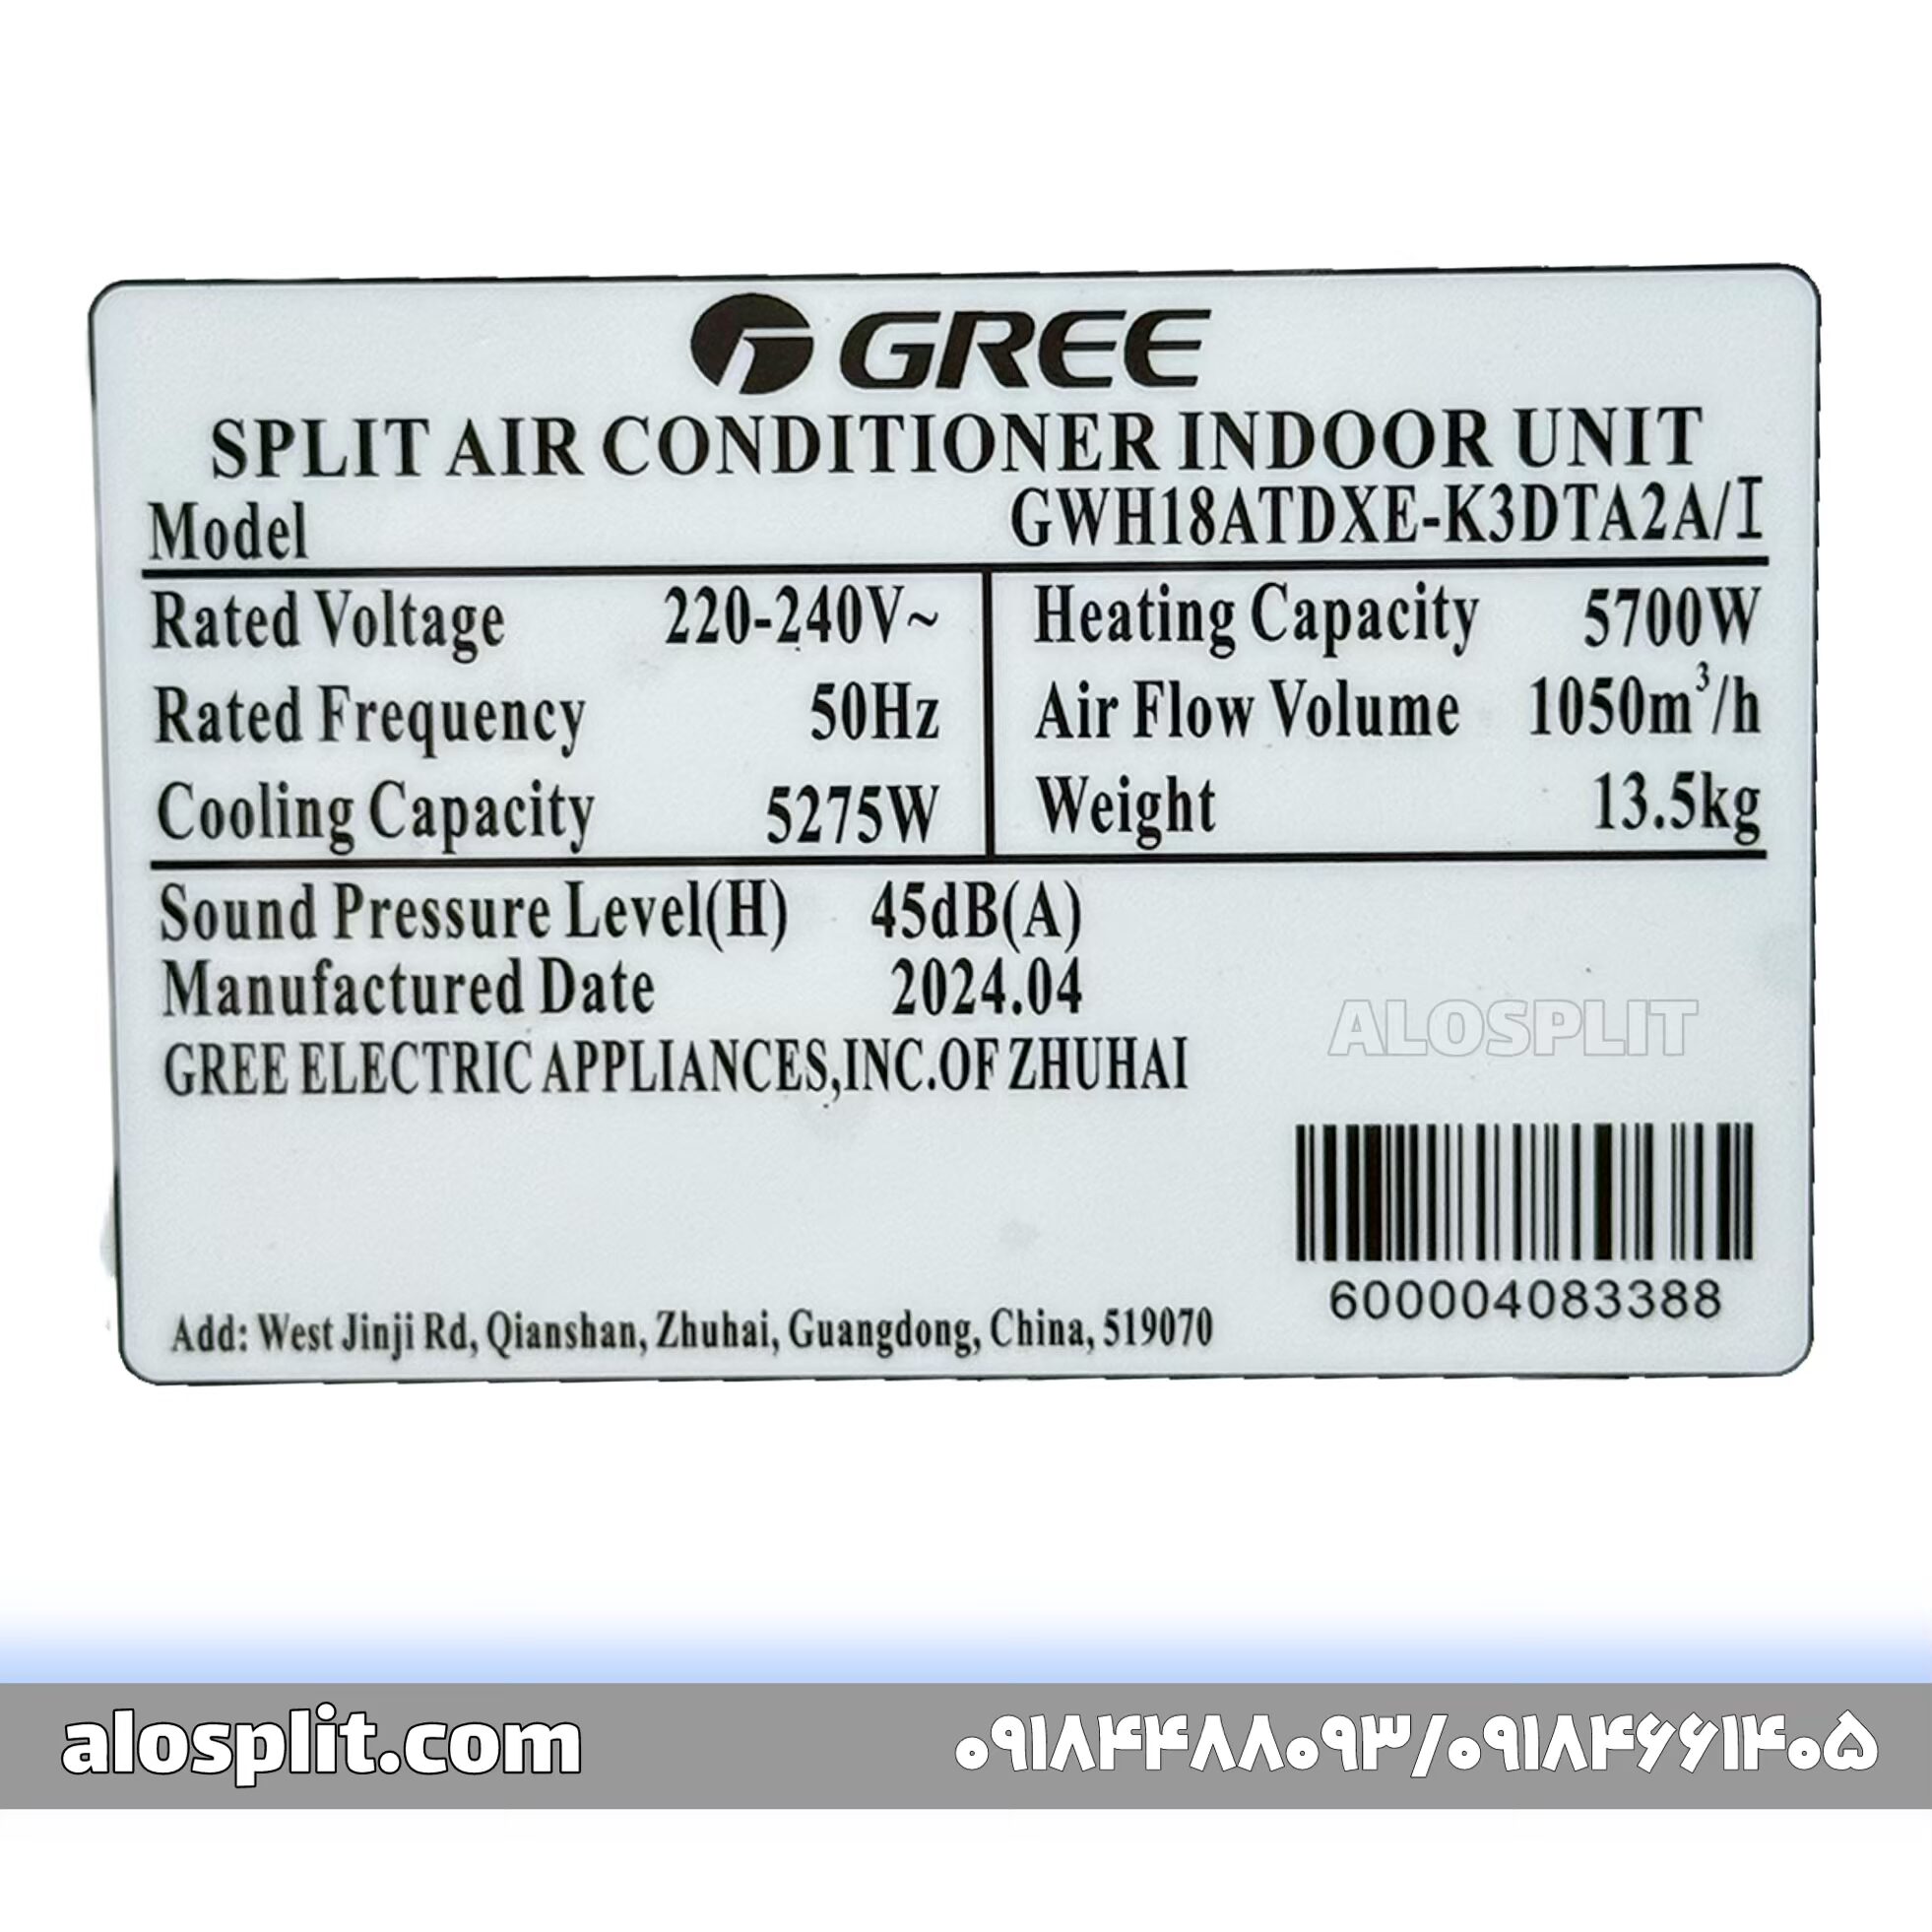 GREE
SPLIT AIR CONDITIONER INDOOR UNIT
Model GWH18ATDXE-K3DTA2A/I
Rated Voltage 220-240V~ Heating Capacity 5700W
Rated Frequency 50Hz Air Flow Volume 1050m³/h
Cooling Capacity 5275W Weight 13.5kg
Sound Pressure Level(H) 45dB(A)
Manufactured Date 2024.04
GREE ELECTRIC APPLIANCES,INC.OF ZHUHAI
ALOSPLIT
600004083388
Add: West Jinji Rd, Qianshan, Zhuhai, Guangdong, China, 519070
alosplit.com ۰۹۱۸۴۴۸۸۰۹۳/۰۹۱۸۴۶۶۱۴۰۵